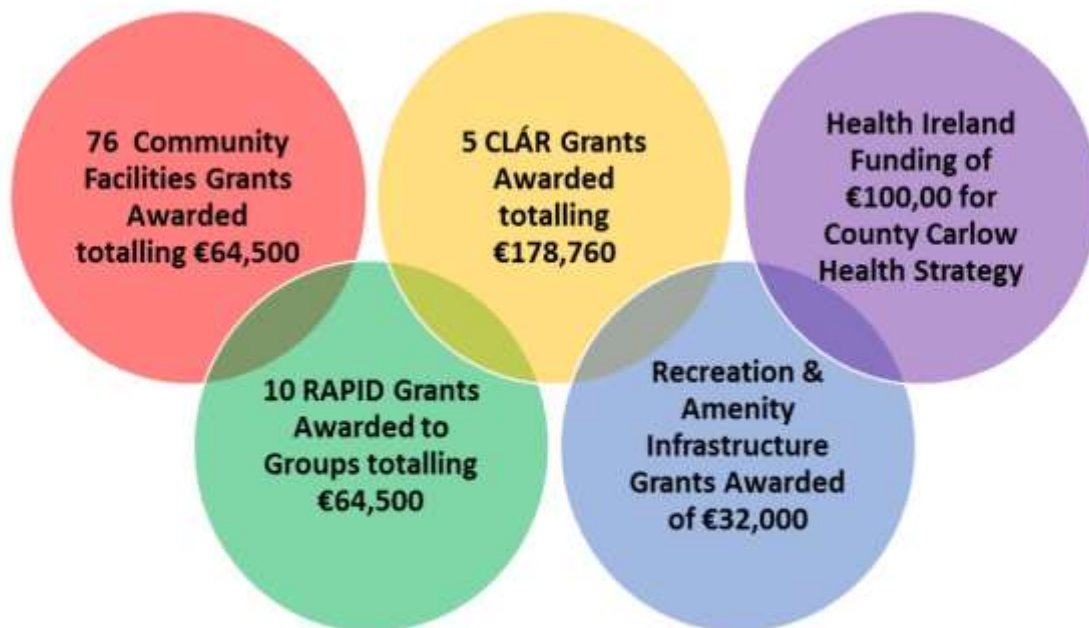 76 Community
Facilities Grants
Awarded
totalling €64,500
5 CLÁR Grants
Awarded
totalling
€178,760
Health Ireland
Funding of
€100,00 for
County Carlow
Health Strategy
10 RAPID Grants
Awarded to
Groups totalling
€64,500
Recreation &
Amenity
Infrastructure
Grants Awarded
of €32,000